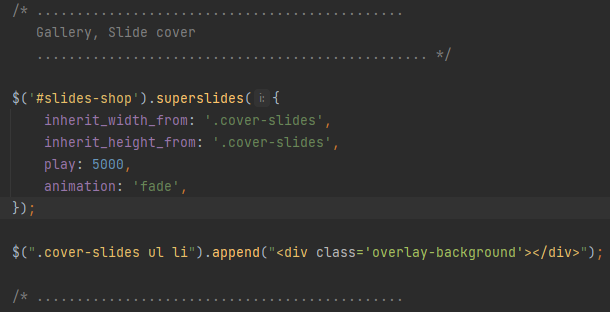 /* ..............................................
   Gallery, Slide cover
   ................................................. */

$('#slides-shop').superslides( i: {
    inherit_width_from: '.cover-slides',
    inherit_height_from: '.cover-slides',
    play: 5000,
    animation: 'fade',
});

$(".cover-slides ul li").append("<div class='overlay-background'></div>");

/* ..............................................